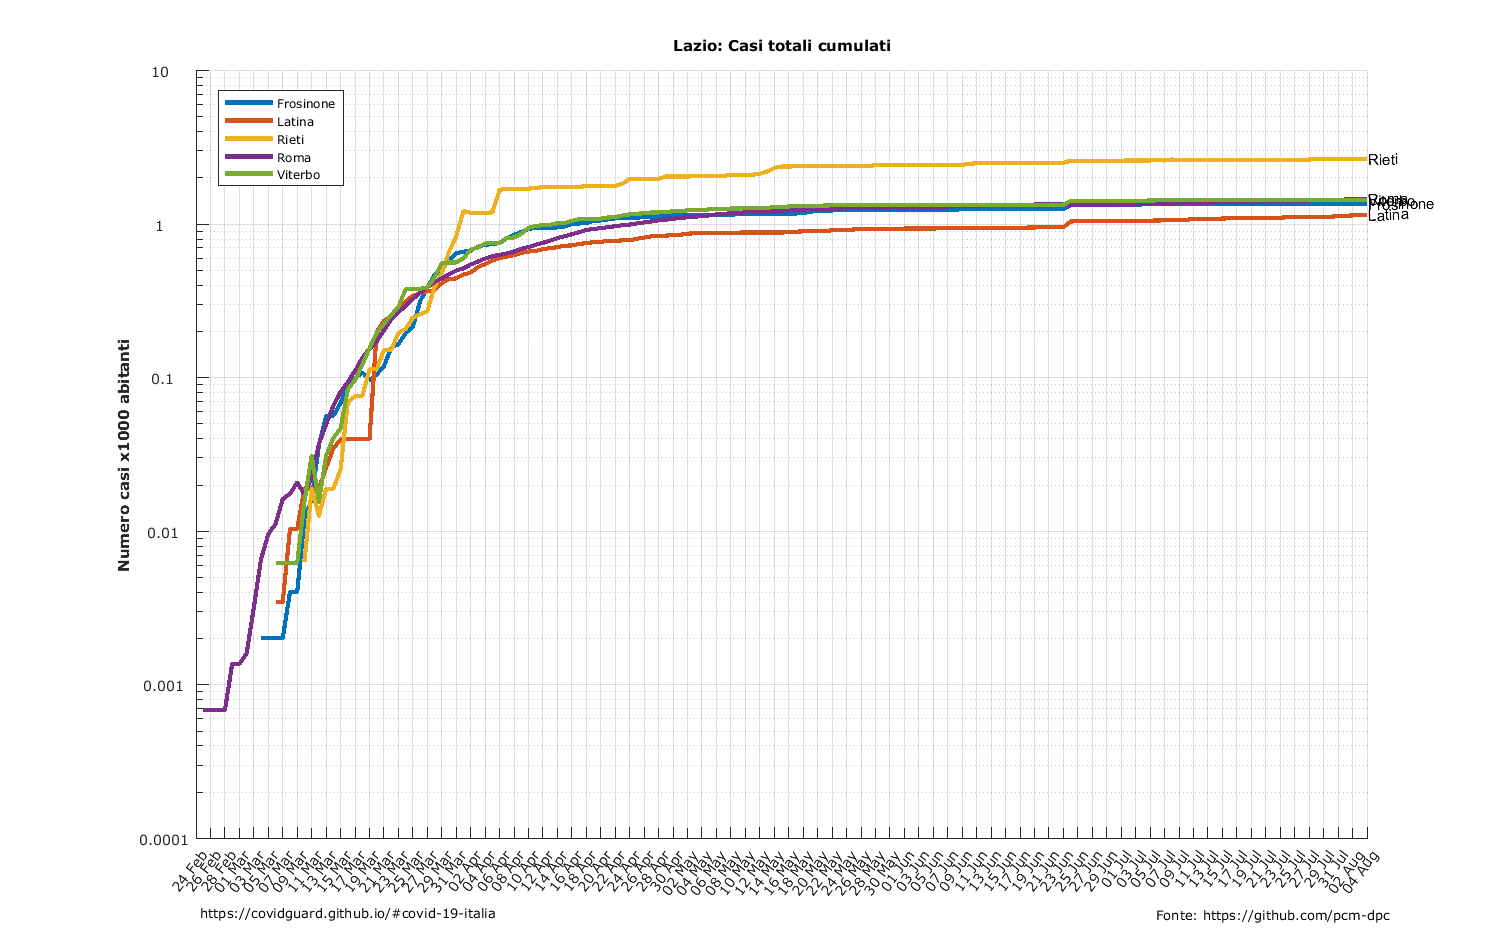 Lazio: Casi totali cumulati
10
1
0.1
0.01
0.001
0.0001
Numero casi x1000 abitanti
Frosinone
Latina
Rieti
Roma
Viterbo
Rieti
Roma
Viterbo
Frosinone
Latina
24 Feb
26 Feb
28 Feb
01 Mar
03 Mar
05 Mar
07 Mar
09 Mar
11 Mar
13 Mar
15 Mar
17 Mar
19 Mar
21 Mar
23 Mar
25 Mar
27 Mar
29 Mar
31 Mar
02 Apr
04 Apr
06 Apr
08 Apr
10 Apr
12 Apr
14 Apr
16 Apr
18 Apr
20 Apr
22 Apr
24 Apr
26 Apr
28 Apr
30 Apr
02 May
04 May
06 May
08 May
10 May
12 May
14 May
16 May
18 May
20 May
22 May
24 May
26 May
28 May
30 May
01 Jun
03 Jun
05 Jun
07 Jun
09 Jun
11 Jun
13 Jun
15 Jun
17 Jun
19 Jun
21 Jun
23 Jun
25 Jun
27 Jun
29 Jun
01 Jul
03 Jul
05 Jul
07 Jul
09 Jul
11 Jul
13 Jul
15 Jul
17 Jul
19 Jul
21 Jul
23 Jul
25 Jul
27 Jul
29 Jul
31 Jul
02 Aug
04 Aug
https://covidguard.github.io/#covid-19-italia
Fonte: https://github.com/pcm-dpc